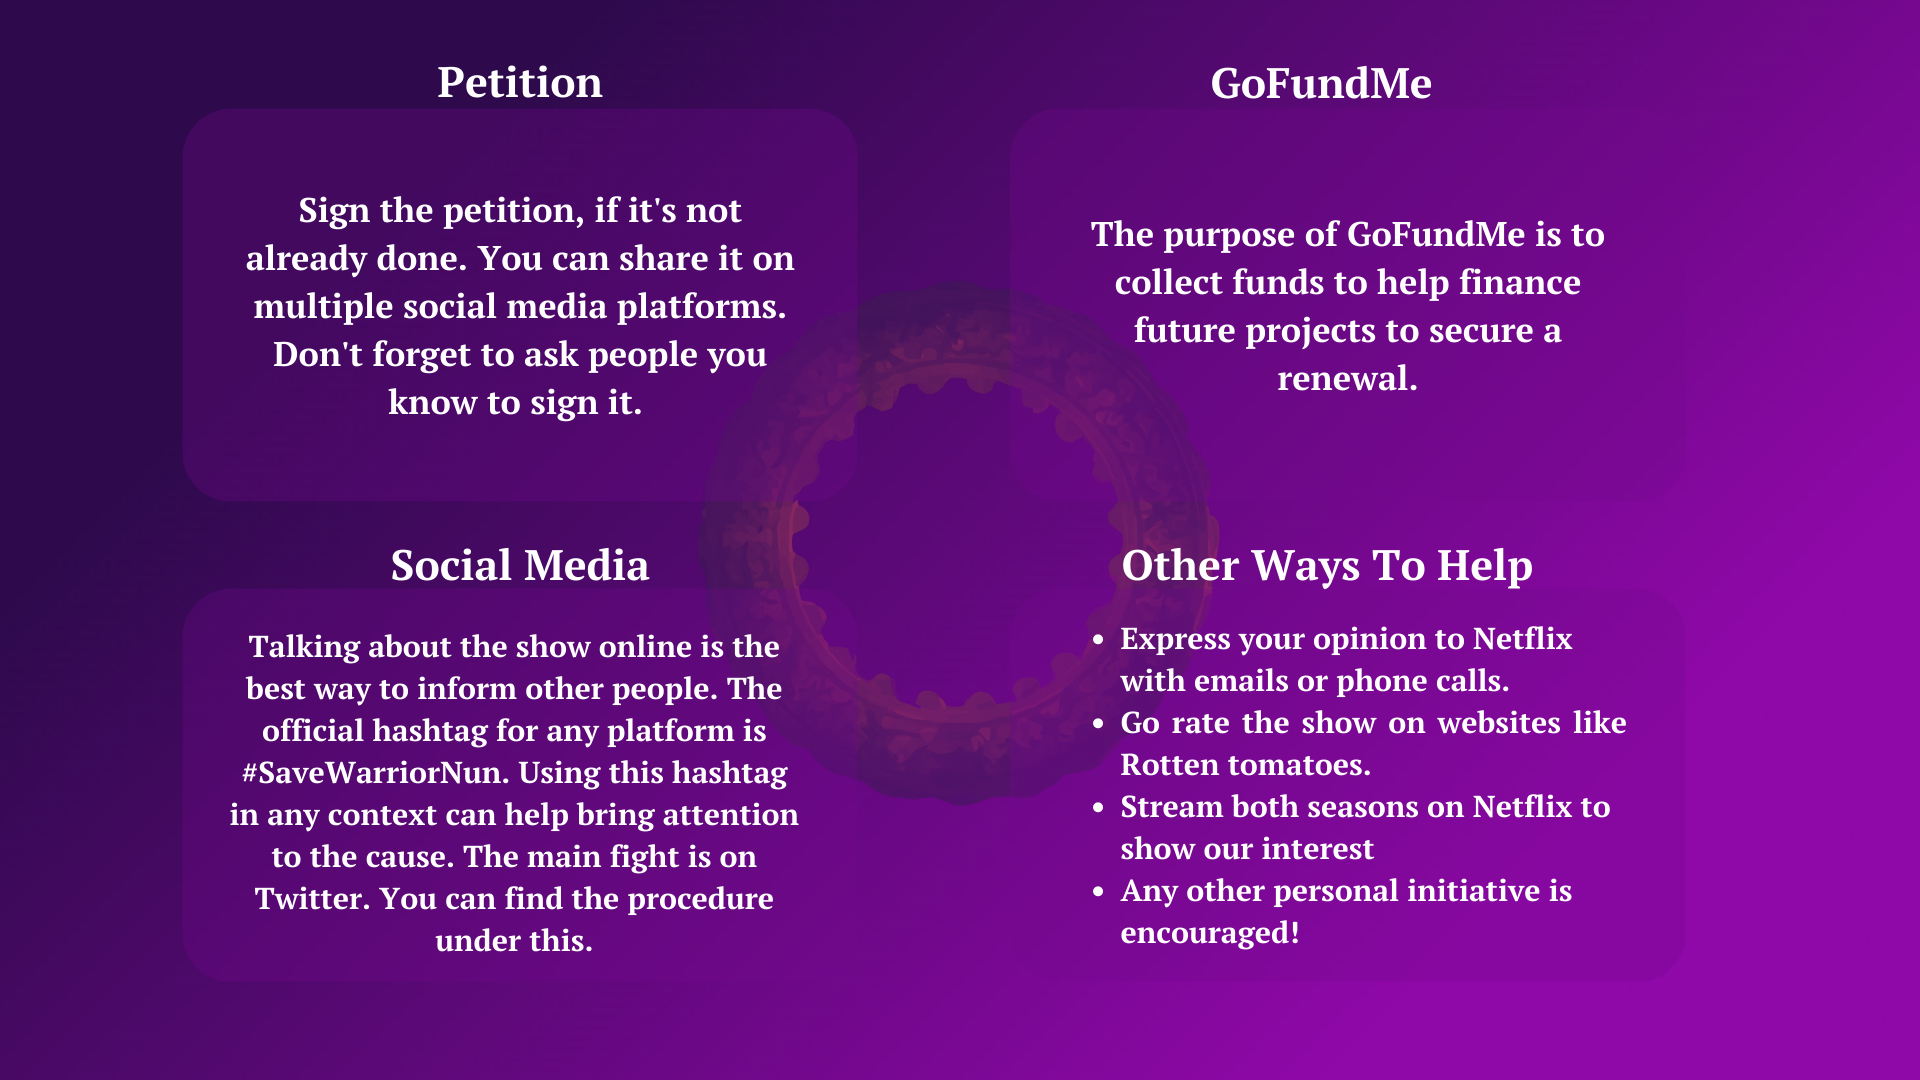 Petition
Sign the petition, if it's not
already done. You can share it on
multiple social media platforms.
Don't forget to ask people you
know to sign it.
GoFundMe
The purpose of GoFundMe is to
collect funds to help finance
future projects to secure a
renewal.
Social Media
Talking about the show online is the
best way to inform other people. The
official hashtag for any platform is
#SaveWarriorNun. Using this hashtag
in any context can help bring attention
to the cause. The main fight is on
Twitter. You can find the procedure
under this.
Other Ways To Help
• Express your opinion to Netflix
with emails or phone calls.
• Go rate the show on websites like
Rotten tomatoes.
• Stream both seasons on Netflix to
show our interest
• Any other personal initiative is
encouraged!